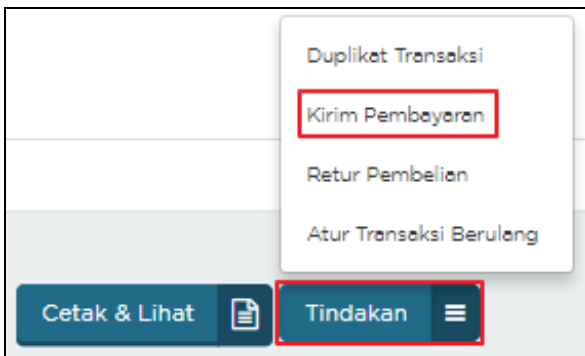 Duplikat Transaksi
Kirim Pembayaran
Retur Pembelian
Atur Transaksi Berulang
Cetak & Lihat
Tindakan